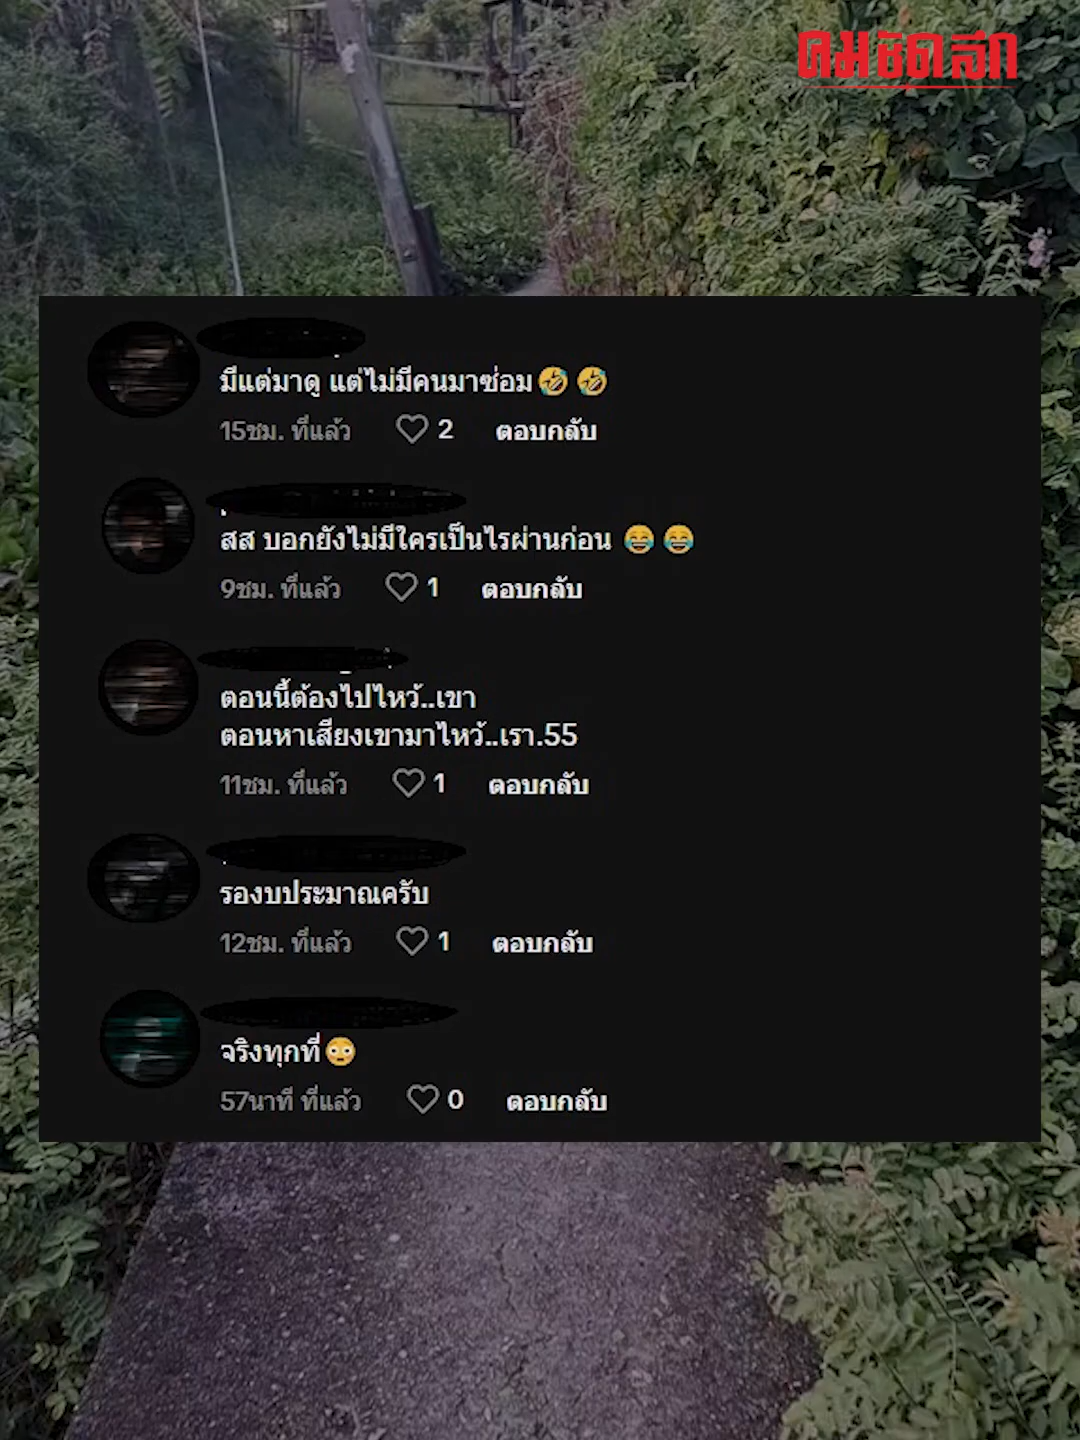 คมชัดลึก
มีแต่มาดู แต่ไม่มีคนมาซ่อม🤣 🤣
15ชม. ที่แล้ว 2 ตอบกลับ
สส บอกยังไม่มีใครเป็นไรผ่านก่อน 😂 😂
9ชม. ที่แล้ว 1 ตอบกลับ
ตอนนี้ต้องไปไหว้..เขา
ตอนหาเสียงเขามาไหว้..เรา.55
11ชม. ที่แล้ว 1 ตอบกลับ
รองบประมาณครับ
12ชม. ที่แล้ว 1 ตอบกลับ
จริงทุกที่😳
57นาที ที่แล้ว 0 ตอบกลับ